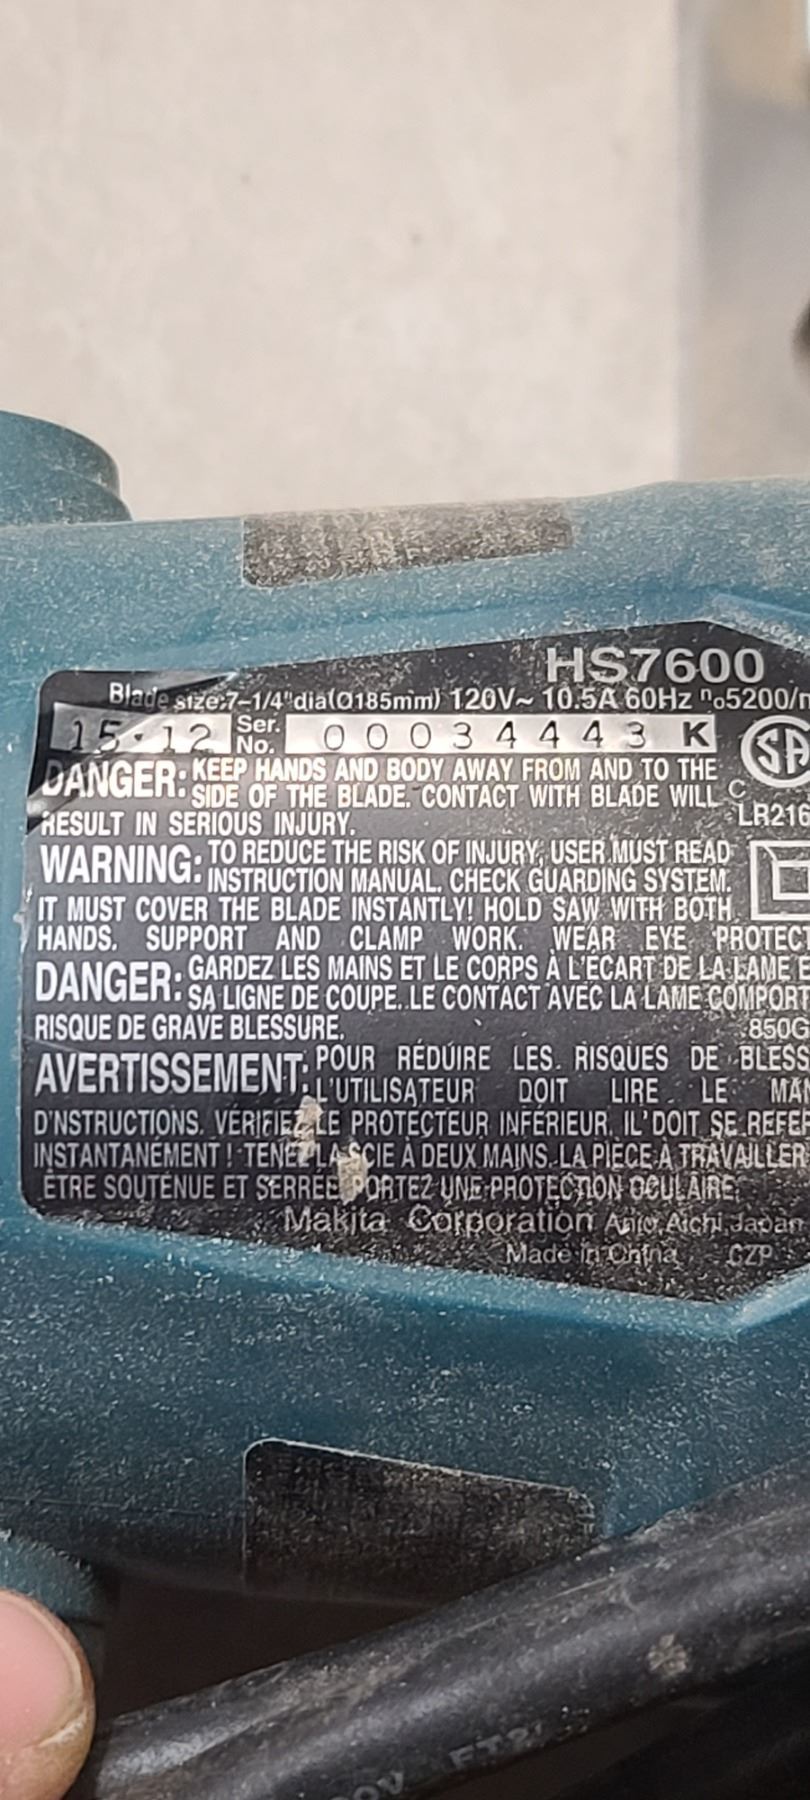 HS7600
Blade size:7-1/4"dia(Ø185mm) 120V~ 10.5A 60Hz no5200/m
15・12 Ser. No. 00034443 K
DANGER: KEEP HANDS AND BODY AWAY FROM AND TO THE
SIDE OF THE BLADE. CONTACT WITH BLADE WILL
RESULT IN SERIOUS INJURY.
C SA
LR216
WARNING: TO REDUCE THE RISK OF INJURY, USER MUST READ
INSTRUCTION MANUAL. CHECK GUARDING SYSTEM.
IT MUST COVER THE BLADE INSTANTLY! HOLD SAW WITH BOTH
HANDS. SUPPORT AND CLAMP WORK. WEAR EYE PROTECT
DANGER: GARDEZ LES MAINS ET LE CORPS À L'ÉCART DE LA LAME E
SA LIGNE DE COUPE. LE CONTACT AVEC LA LAME COMPORT
RISQUE DE GRAVE BLESSURE.
850G
AVERTISSEMENT: POUR RÉDUIRE LES RISQUES DE BLESS
L'UTILISATEUR DOIT LIRE LE MAN
D'NSTRUCTIONS. VÉRIFIEZ LE PROTECTEUR INFÉRIEUR. IL DOIT SE REFER
INSTANTANÉMENT ! TENEZ LA SCIE À DEUX MAINS. LA PIÈCE À TRAVAILLER
ÊTRE SOUTENUE ET SERRÉE. PORTEZ UNE PROTECTION OCULAIRE.
Makita Corporation Anjo, Aichi Japan
Made in China CZP